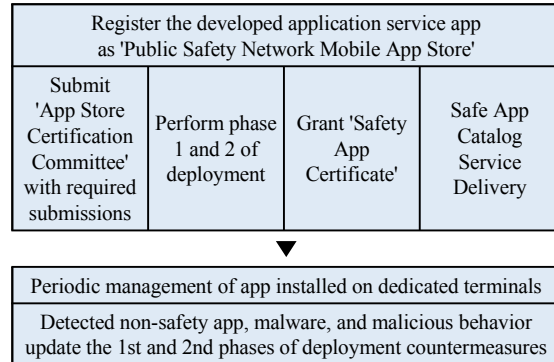 Register the developed application service app
as 'Public Safety Network Mobile App Store'
Submit
'App Store
Certification
Committee'
with required
submissions
Perform phase
1 and 2 of
deployment
Grant 'Safety
App
Certificate'
Safe App
Catalog
Service
Delivery
Periodic management of app installed on dedicated terminals
Detected non-safety app, malware, and malicious behavior
update the 1st and 2nd phases of deployment countermeasures